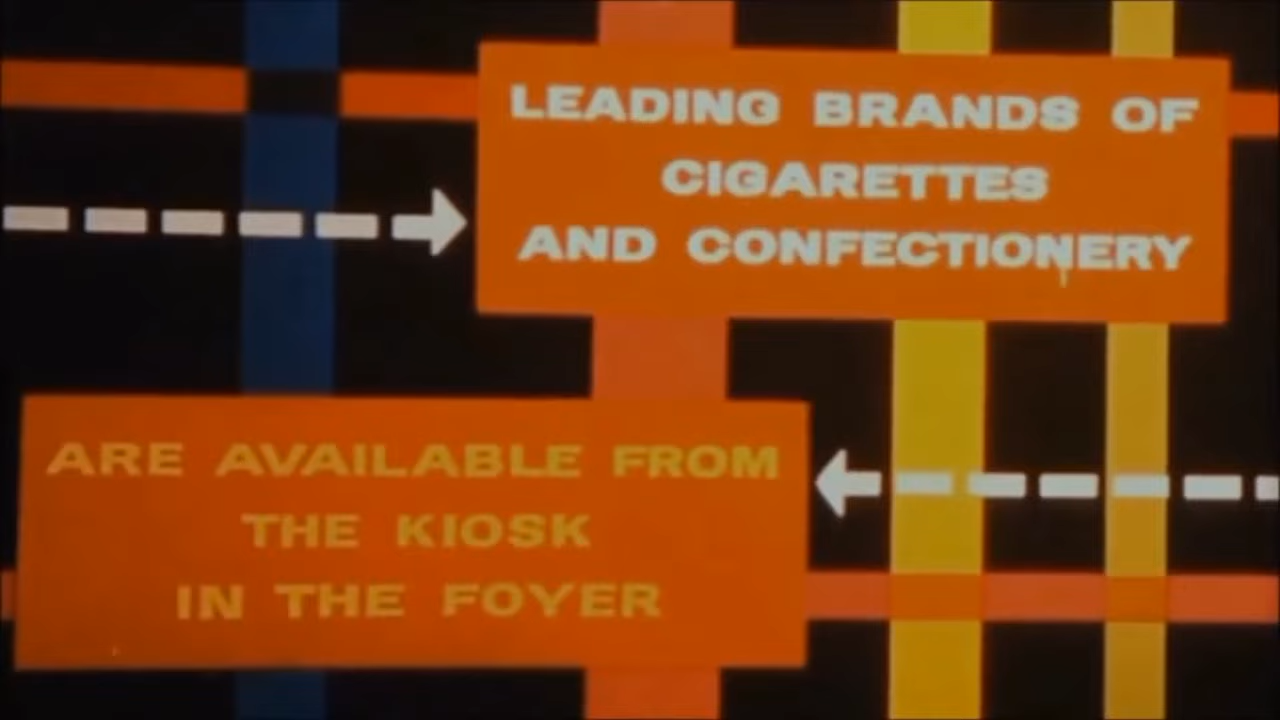 LEADING BRANDS OF
CIGARETTES
AND CONFECTIONERY
ARE AVAILABLE FROM
THE KIOSK
IN THE FOYER